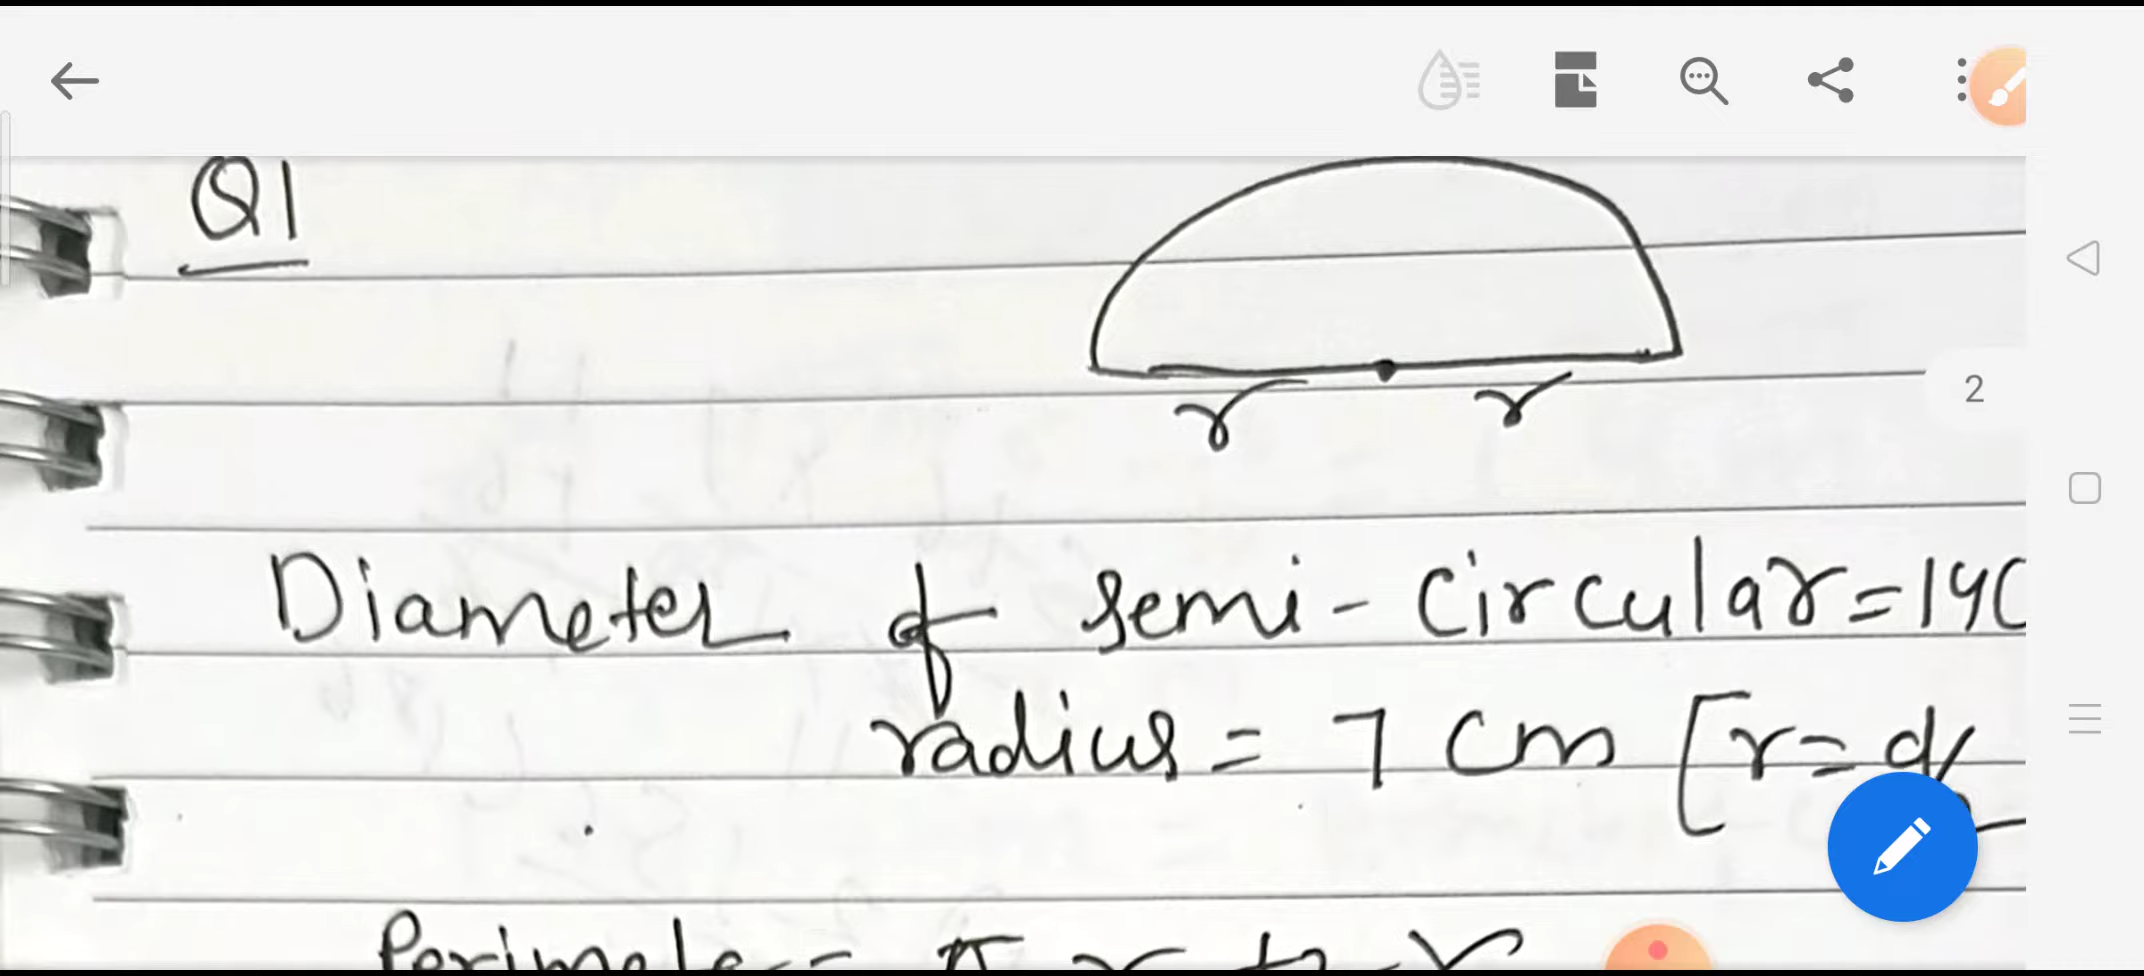 Q1
2
r r
Diameter of Semi-Circular=14C
radius = 7 cm [r=d/